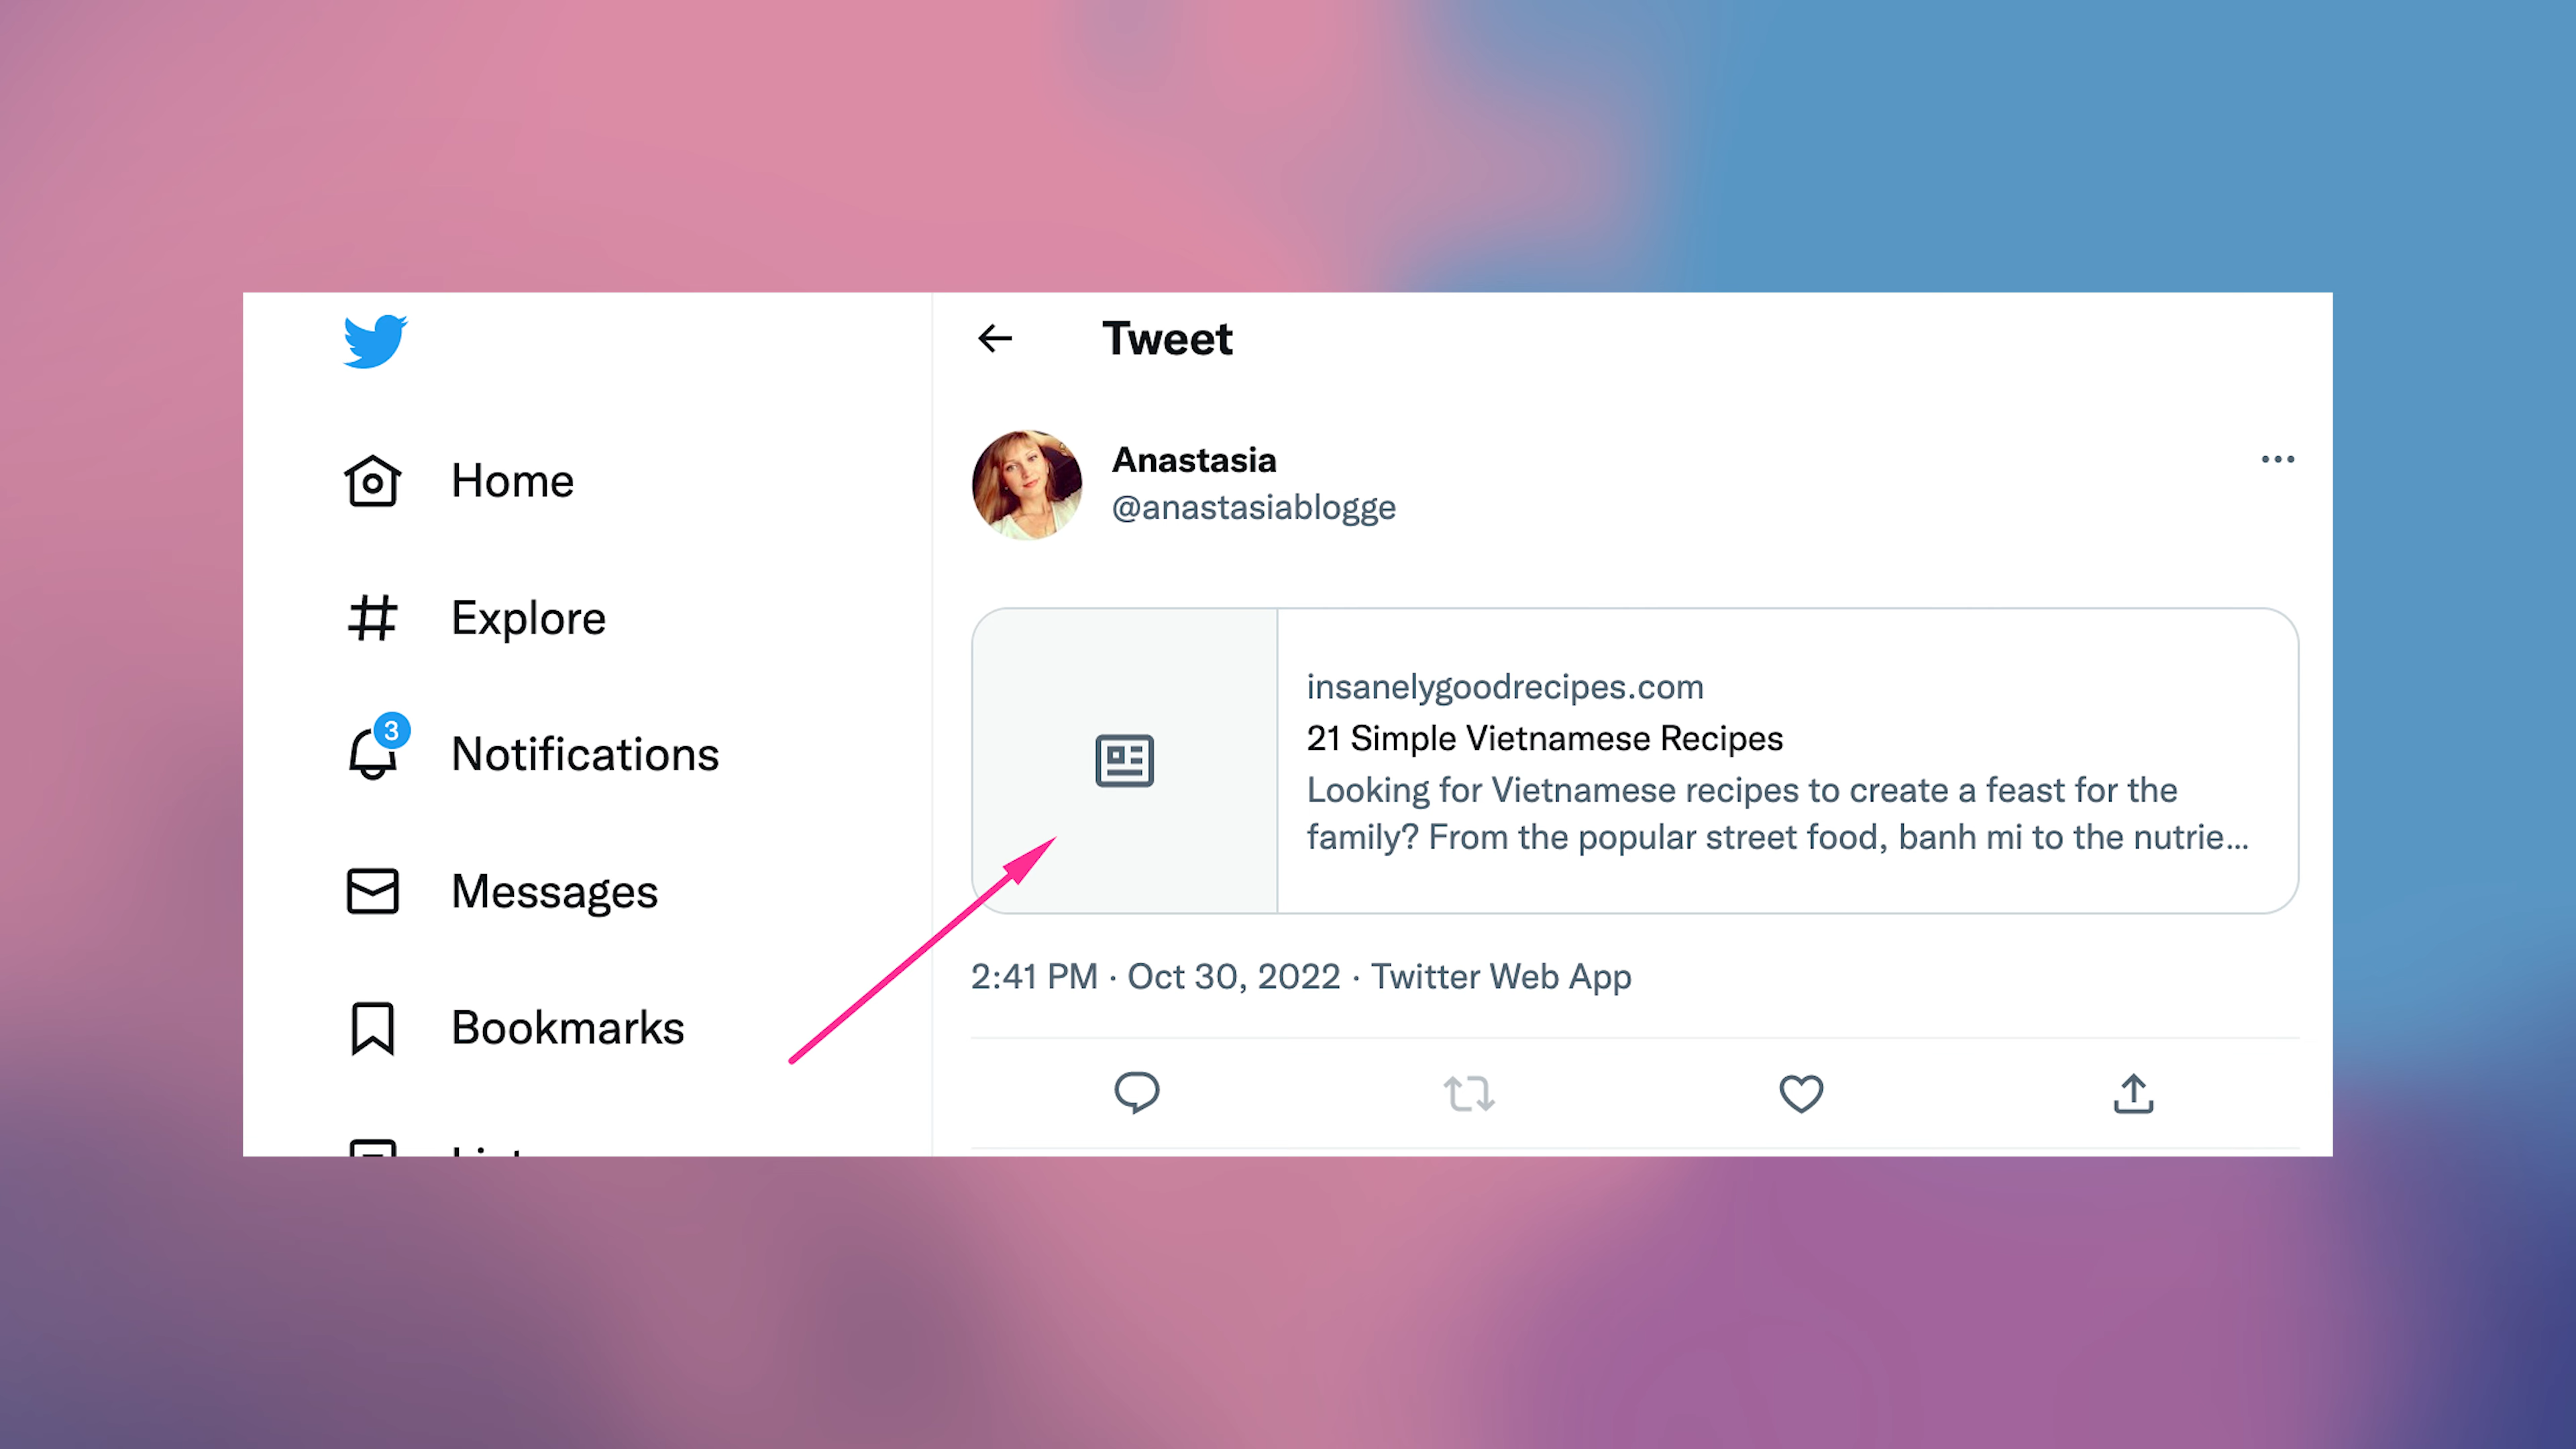 Home
Explore
3
Notifications
Messages
Bookmarks
Tweet
Anastasia
@anastasiablogge
insanelygoodrecipes.com
21 Simple Vietnamese Recipes
Looking for Vietnamese recipes to create a feast for the
family? From the popular street food, banh mi to the nutrie...
2:41 PM · Oct 30, 2022 · Twitter Web App